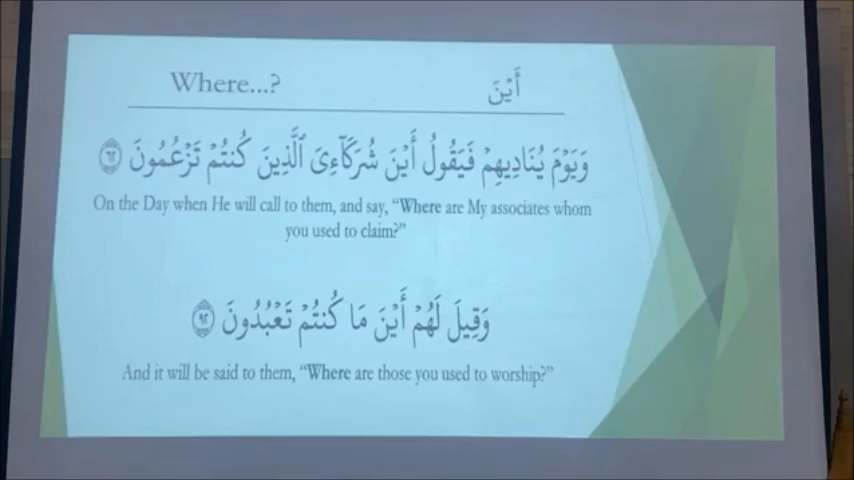 Where...? أَيْنَ
وَيَوْمَ يُنَادِيهِمْ فَيَقُولُ أَيْنَ شُرَكَآءِىَ ٱلَّذِينَ كُنتُمْ تَزْعُمُونَ ٦٢
On the Day when He will call to them, and say, “Where are My associates whom
you used to claim?”
وَقِيلَ لَهُمْ أَيْنَ مَا كُنتُمْ تَعْبُدُونَ ٩٢
And it will be said to them, “Where are those you used to worship?”